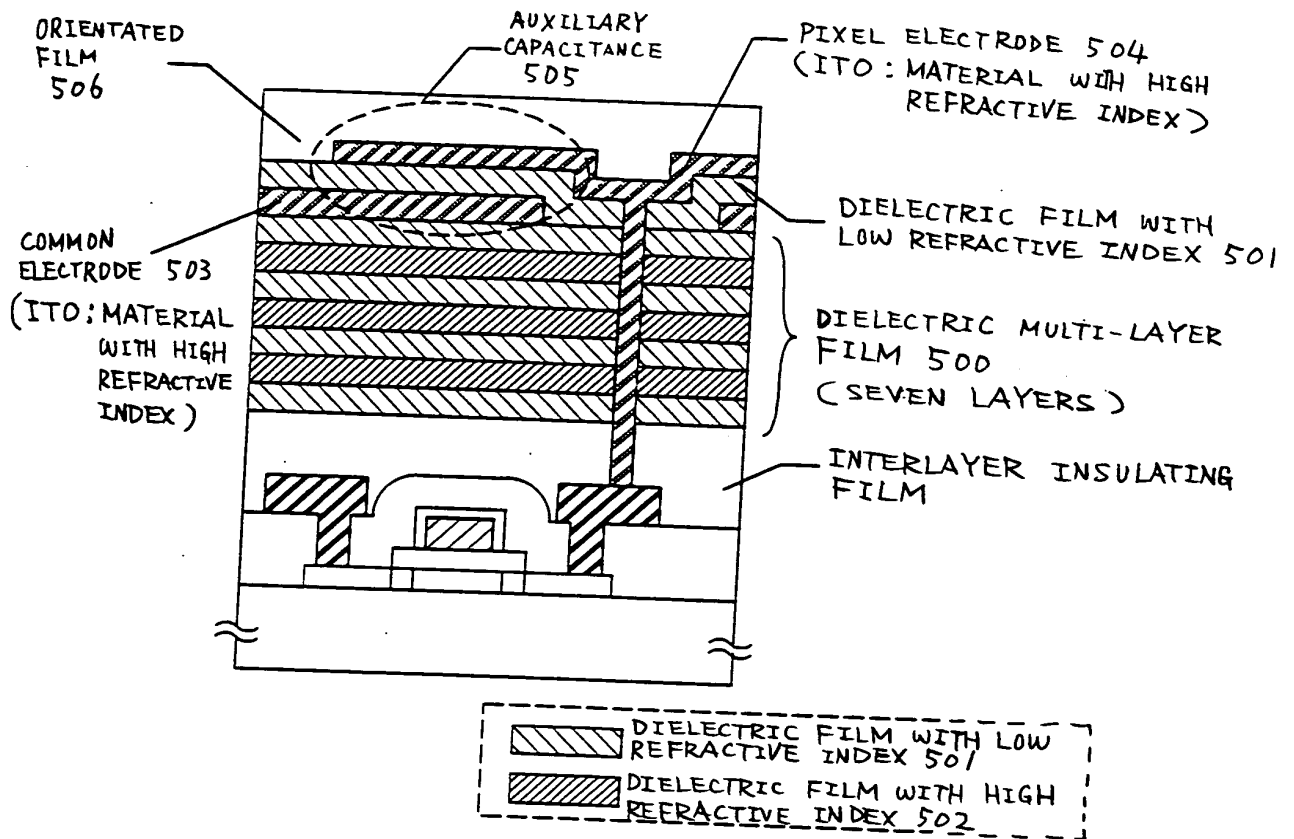 ORIENTATED
FILM
506
AUXILIARY
CAPACITANCE
505
PIXEL ELECTRODE 504
(ITO: MATERIAL WITH HIGH
REFRACTIVE INDEX)
DIELECTRIC FILM WITH
LOW REFRACTIVE INDEX 501
COMMON
ELECTRODE 503
(ITO: MATERIAL
WITH HIGH
REFRACTIVE
INDEX)
DIELECTRIC MULTI-LAYER
FILM 500
(SEVEN LAYERS)
INTERLAYER INSULATING
FILM
DIELECTRIC FILM WITH LOW
REFRACTIVE INDEX 501
DIELECTRIC FILM WITH HIGH
REFRACTIVE INDEX 502